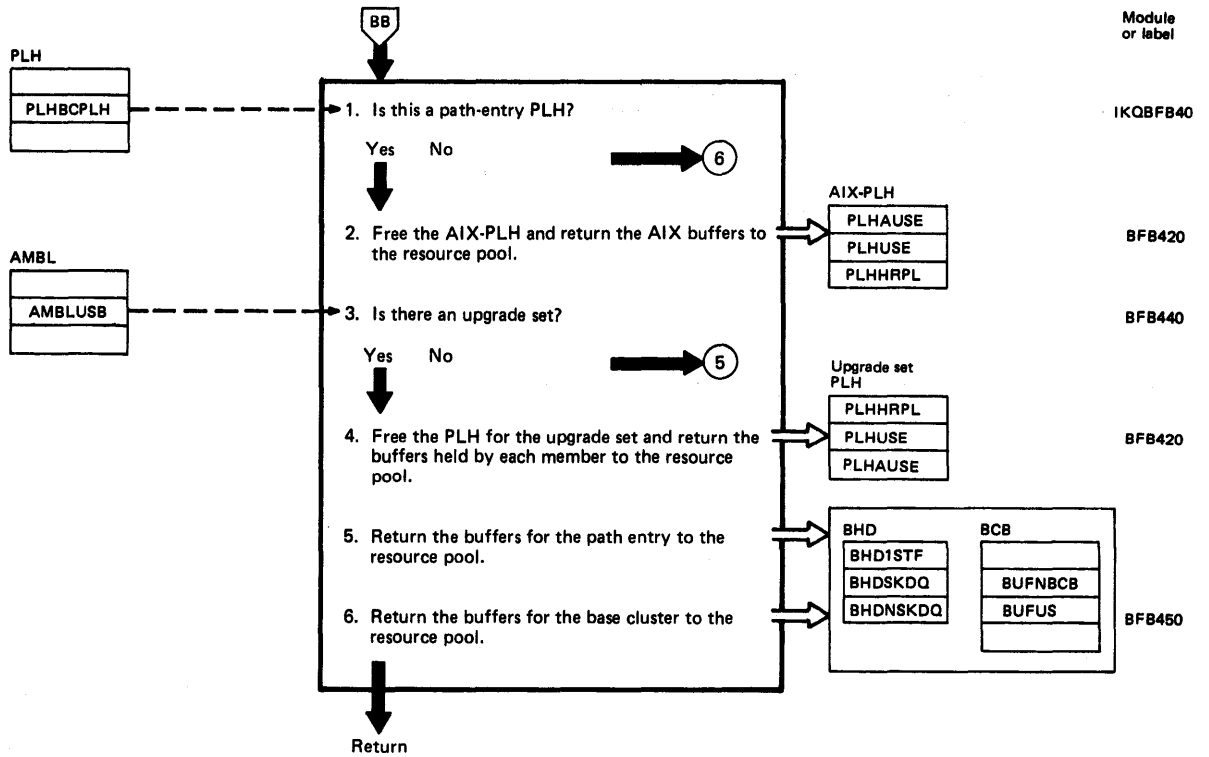 BB
Module
or label
PLH
PLHBCPLH
1. Is this a path-entry PLH?
IKQBFB40
Yes No
6
AIX-PLH
PLHAUSE
2. Free the AIX-PLH and return the AIX buffers to
the resource pool.
PLHUSE
PLHHRPL
BFB420
AMBL
AMBLUSB
3. Is there an upgrade set?
BFB440
Yes No
5
Upgrade set
PLH
PLHHRPL
4. Free the PLH for the upgrade set and return the
buffers held by each member to the resource
pool.
PLHUSE
PLHAUSE
BFB420
5. Return the buffers for the path entry to the
resource pool.
BHD
BHD1STF
BHDSKDQ
BHDNSKDQ
BCB
BUFNBCB
BUFUS
6. Return the buffers for the base cluster to the
resource pool.
BFB450
Return